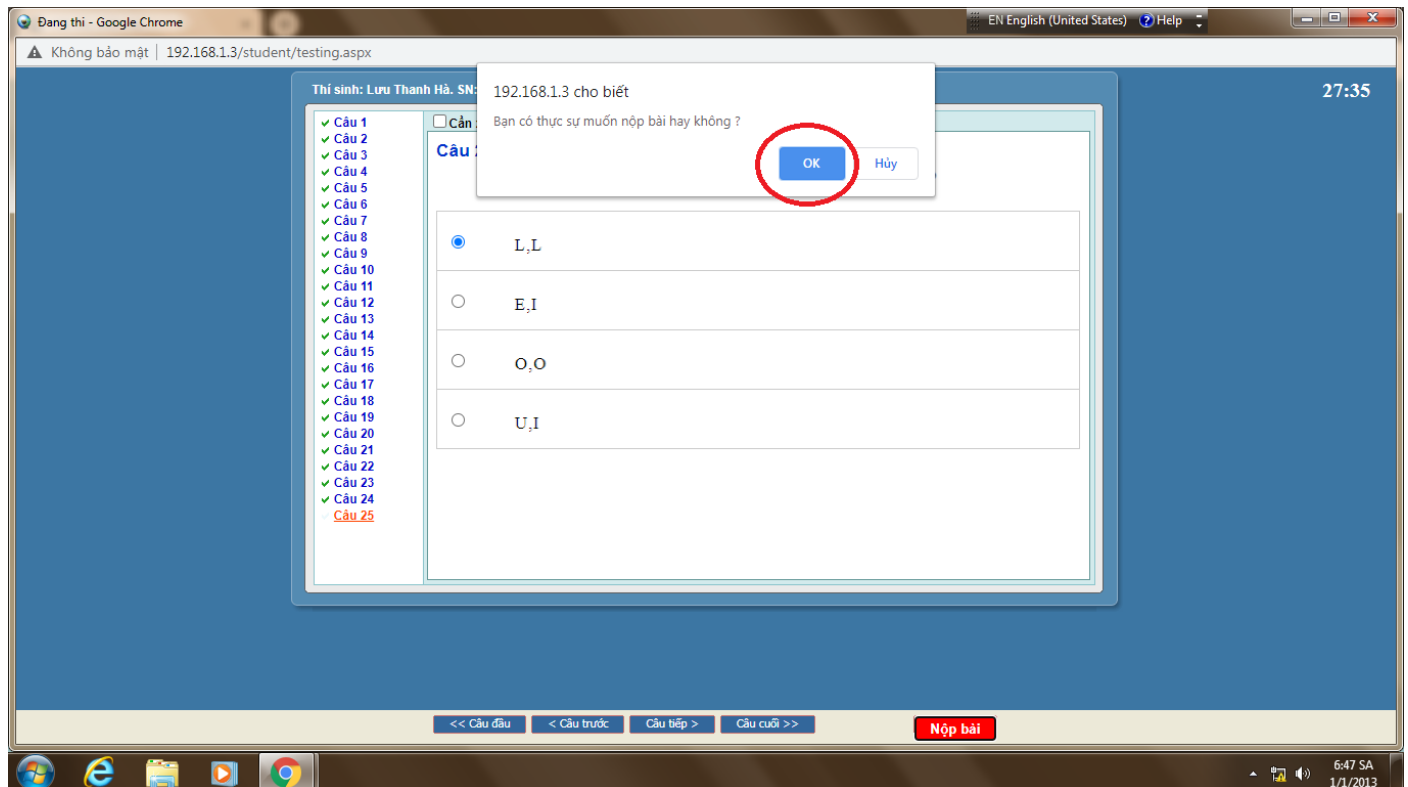 Đang thi - Google Chrome
EN English (United States) Help
Không bảo mật | 192.168.1.3/student/testing.aspx
Thí sinh: Lưu Thanh Hà. SN:
27:35
192.168.1.3 cho biết
Bạn có thực sự muốn nộp bài hay không ?
OK Hủy
Câu 1
Câu 2
Câu 3
Câu 4
Câu 5
Câu 6
Câu 7
Câu 8
Câu 9
Câu 10
Câu 11
Câu 12
Câu 13
Câu 14
Câu 15
Câu 16
Câu 17
Câu 18
Câu 19
Câu 20
Câu 21
Câu 22
Câu 23
Câu 24
Câu 25
Cần
Câu
L,L
E,I
O,O
U,I
<< Câu đầu < Câu trước Câu tiếp > Câu cuối >> Nộp bài
6:47 SA
1/1/2013